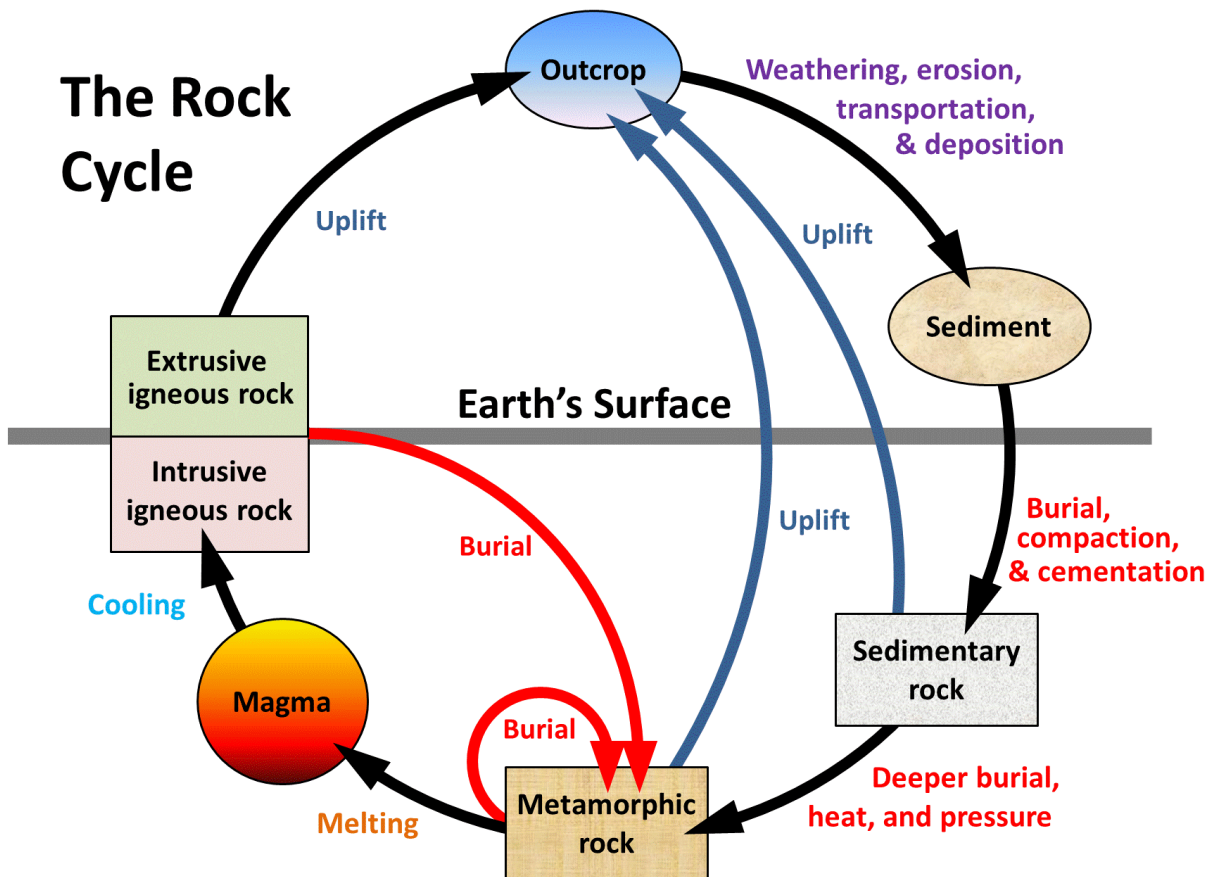 The Rock
Cycle
Outcrop
Weathering, erosion,
transportation,
& deposition
Uplift
Uplift
Sediment
Extrusive
igneous rock
Earth’s Surface
Intrusive
igneous rock
Burial
Uplift
Burial,
compaction,
& cementation
Cooling
Sedimentary
rock
Magma
Burial
Metamorphic
rock
Deeper burial,
heat, and pressure
Melting